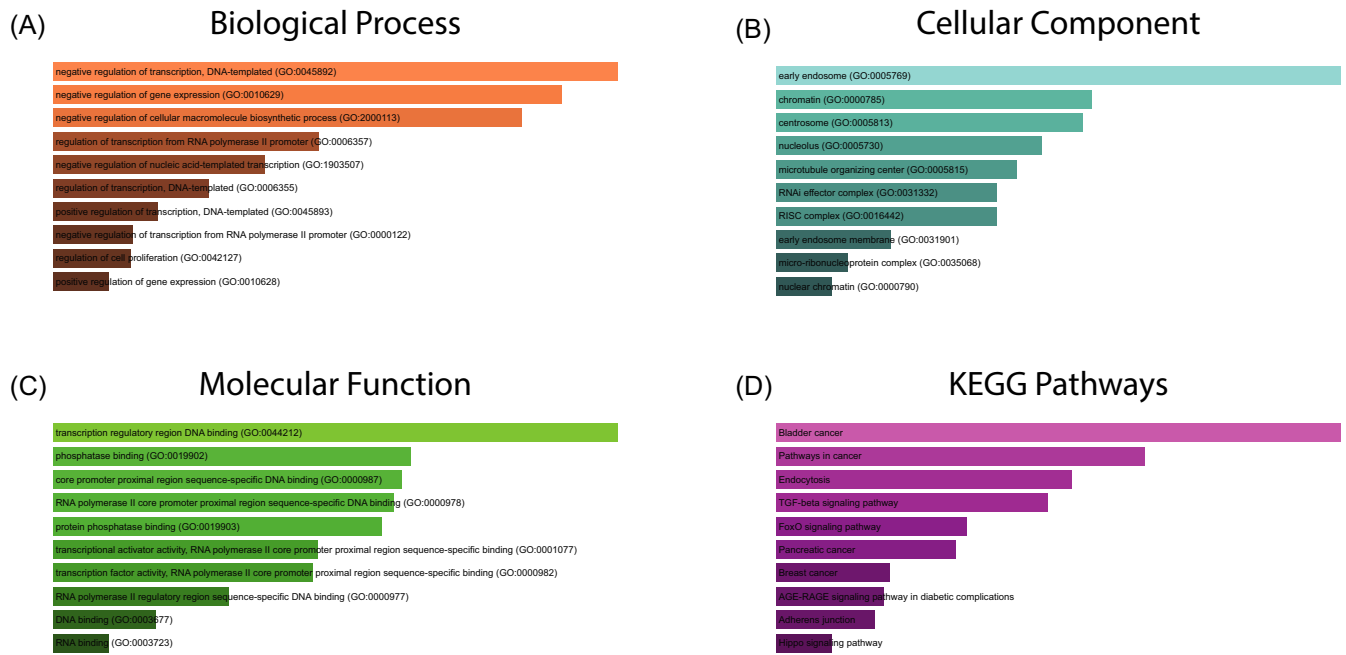 (A)
Biological Process
negative regulation of transcription, DNA-templated (GO:0045892)
negative regulation of gene expression (GO:0010629)
negative regulation of cellular macromolecule biosynthetic process (GO:2000113)
regulation of transcription from RNA polymerase II promoter (GO:0006357)
negative regulation of nucleic acid-templated transcription (GO:1903507)
regulation of transcription, DNA-templated (GO:0006355)
positive regulation of transcription, DNA-templated (GO:0045893)
negative regulation of transcription from RNA polymerase II promoter (GO:0000122)
regulation of cell proliferation (GO:0042127)
positive regulation of gene expression (GO:0010628)
(B)
Cellular Component
early endosome (GO:0005769)
chromatin (GO:0000785)
centrosome (GO:0005813)
nucleolus (GO:0005730)
microtubule organizing center (GO:0005815)
RNAi effector complex (GO:0031332)
RISC complex (GO:0016442)
early endosome membrane (GO:0031901)
micro-ribonucleoprotein complex (GO:0035068)
nuclear chromatin (GO:0000790)
(C)
Molecular Function
transcription regulatory region DNA binding (GO:0044212)
phosphatase binding (GO:0019902)
core promoter proximal region sequence-specific DNA binding (GO:0000987)
RNA polymerase II core promoter proximal region sequence-specific DNA binding (GO:0000978)
protein phosphatase binding (GO:0019903)
transcriptional activator activity, RNA polymerase II core promoter proximal region sequence-specific binding (GO:0001077)
transcription factor activity, RNA polymerase II core promoter proximal region sequence-specific binding (GO:0000982)
RNA polymerase II regulatory region sequence-specific DNA binding (GO:0000977)
DNA binding (GO:0003677)
RNA binding (GO:0003723)
(D)
KEGG Pathways
Bladder cancer
Pathways in cancer
Endocytosis
TGF-beta signaling pathway
FoxO signaling pathway
Pancreatic cancer
Breast cancer
AGE-RAGE signaling pathway in diabetic complications
Adherens junction
Hippo signaling pathway